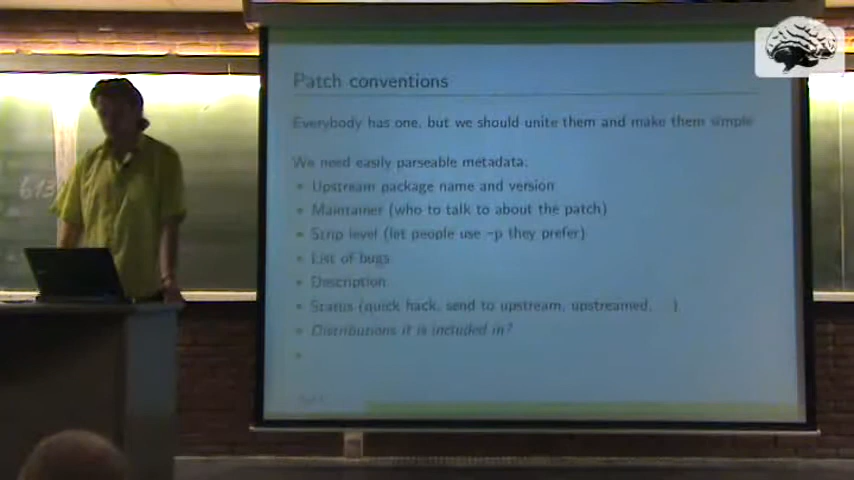 Patch conventions
Everybody has one, but we should unite them and make them simple
We need easily parseable metadata:
Upstream package name and version
Maintainer (who to talk to about the patch)
Strip level (let people use -p they prefer)
List of bugs
Description
Status (quick hack, send to upstream, upstreamed, ...)
Distributions it is included in?
613